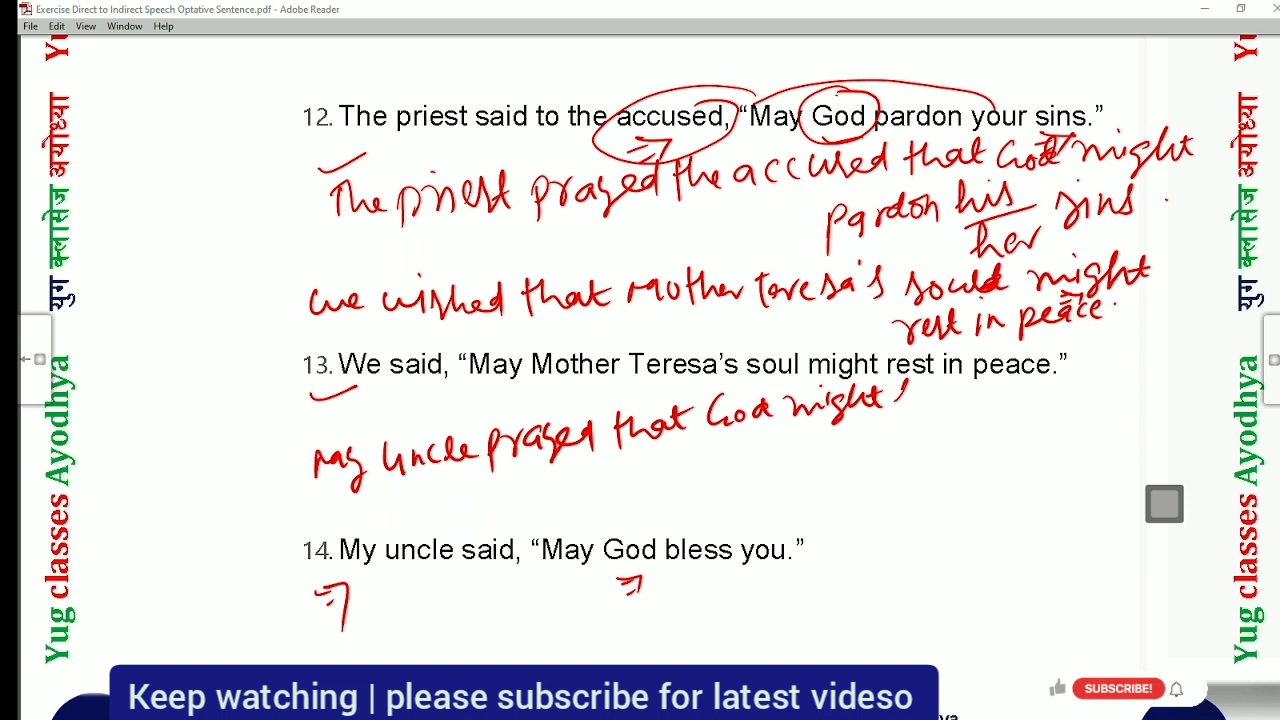 Exercise Direct to Indirect Speech Optative Sentence.pdf - Adobe Reader
File Edit View Window Help
12. The priest said to the accused, “May God pardon your sins.”
The priest prayed the accused that God might
pardon his sins.
her
we wished that Mother Teresa's soul might
rest in peace.
13. We said, “May Mother Teresa’s soul might rest in peace.”
may Uncle prayed that God might
14. My uncle said, “May God bless you.”
Yug classes Ayodhya
युग क्लासेज अयोध्या
Yug classes Ayodhya
युग क्लासेज अयोध्या
Keep watching | please subscribe for latest videso
SUBSCRIBE!